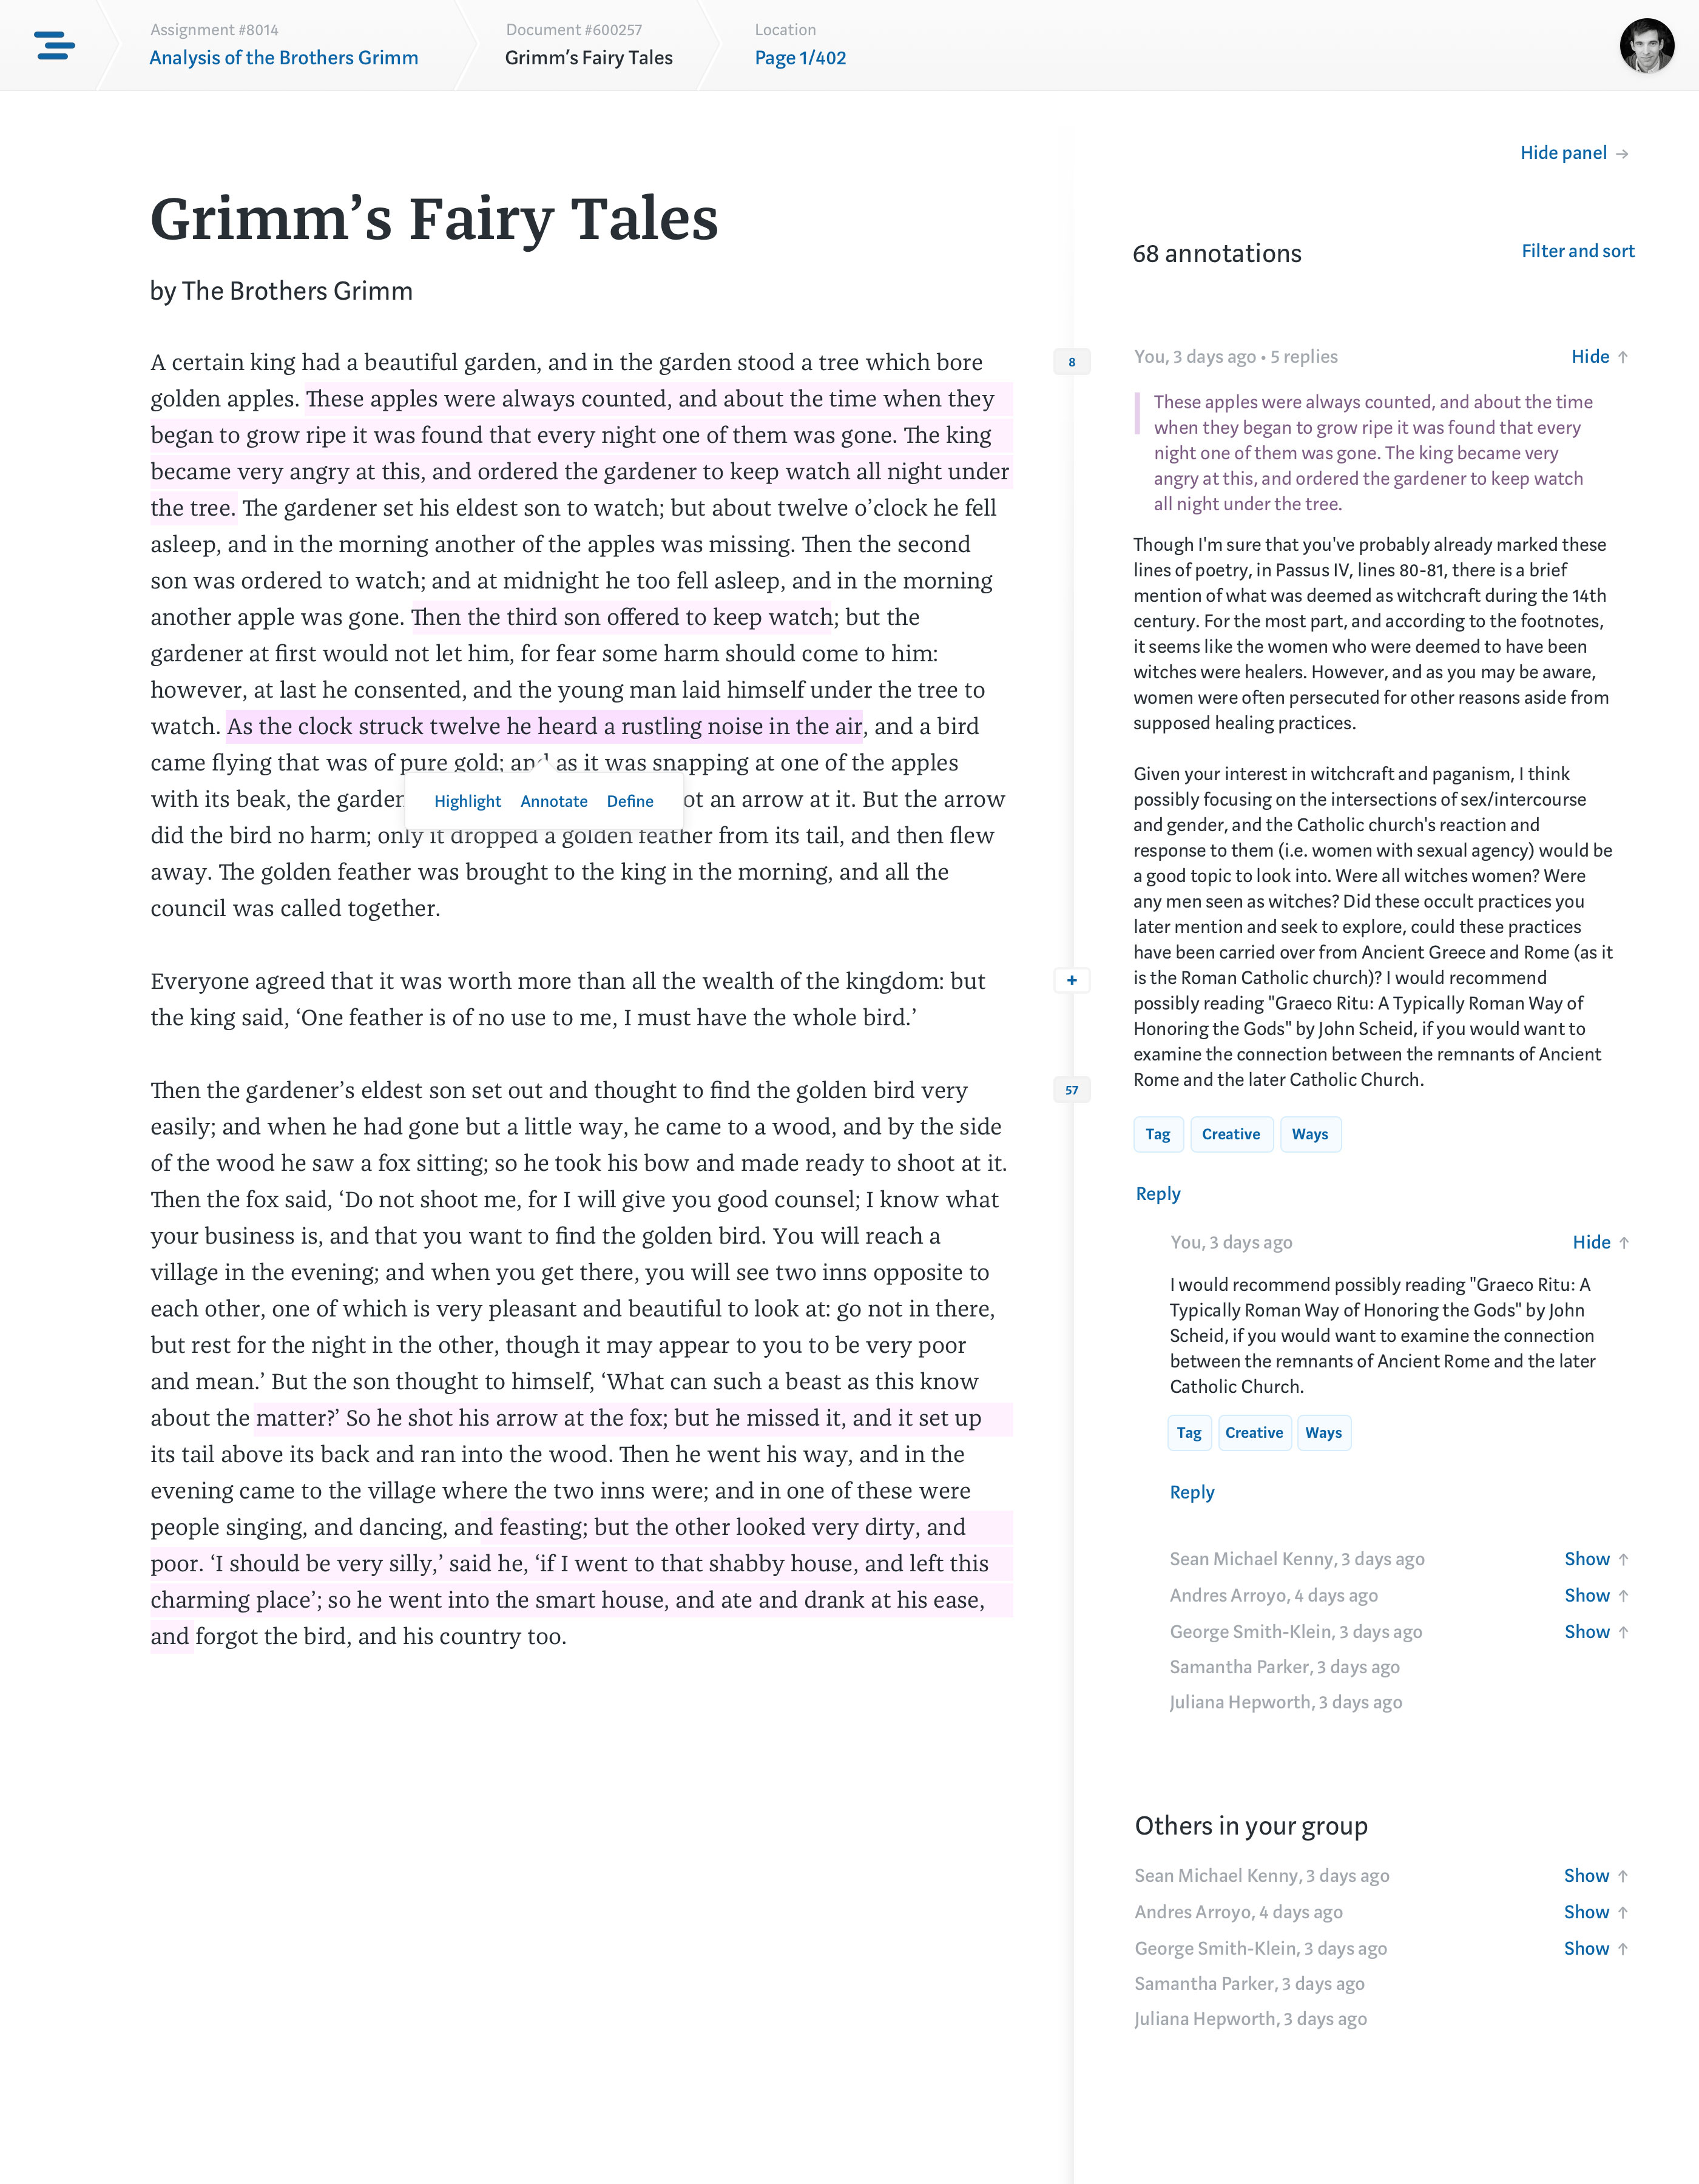 Assignment #8014
Analysis of the Brothers Grimm
Document #600257
Grimm’s Fairy Tales
Location
Page 1/402
Hide panel →
Grimm’s Fairy Tales
by The Brothers Grimm
A certain king had a beautiful garden, and in the garden stood a tree which bore
golden apples. These apples were always counted, and about the time when they
began to grow ripe it was found that every night one of them was gone. The king
became very angry at this, and ordered the gardener to keep watch all night under
the tree. The gardener set his eldest son to watch; but about twelve o’clock he fell
asleep, and in the morning another of the apples was missing. Then the second
son was ordered to watch; and at midnight he too fell asleep, and in the morning
another apple was gone. Then the third son offered to keep watch; but the
gardener at first would not let him, for fear some harm should come to him:
however, at last he consented, and the young man laid himself under the tree to
watch. As the clock struck twelve he heard a rustling noise in the air, and a bird
came flying that was of pure gold; and as it was snapping at one of the apples
with its beak, the garden
ot an arrow at it. But the arrow
Highlight Annotate Define
did the bird no harm; only it dropped a golden feather from its tail, and then flew
away. The golden feather was brought to the king in the morning, and all the
council was called together.
Everyone agreed that it was worth more than all the wealth of the kingdom: but
the king said, ‘One feather is of no use to me, I must have the whole bird.’
Then the gardener’s eldest son set out and thought to find the golden bird very
easily; and when he had gone but a little way, he came to a wood, and by the side
of the wood he saw a fox sitting; so he took his bow and made ready to shoot at it.
Then the fox said, ‘Do not shoot me, for I will give you good counsel; I know what
your business is, and that you want to find the golden bird. You will reach a
village in the evening; and when you get there, you will see two inns opposite to
each other, one of which is very pleasant and beautiful to look at: go not in there,
but rest for the night in the other, though it may appear to you to be very poor
and mean.’ But the son thought to himself, ‘What can such a beast as this know
about the matter?’ So he shot his arrow at the fox; but he missed it, and it set up
its tail above its back and ran into the wood. Then he went his way, and in the
evening came to the village where the two inns were; and in one of these were
people singing, and dancing, and feasting; but the other looked very dirty, and
poor. ‘I should be very silly,’ said he, ‘if I went to that shabby house, and left this
charming place’; so he went into the smart house, and ate and drank at his ease,
and forgot the bird, and his country too.
8
+
57
68 annotations
Filter and sort
You, 3 days ago • 5 replies
Hide ↑
These apples were always counted, and about the time
when they began to grow ripe it was found that every
night one of them was gone. The king became very
angry at this, and ordered the gardener to keep watch
all night under the tree.
Though I'm sure that you've probably already marked these
lines of poetry, in Passus IV, lines 80-81, there is a brief
mention of what was deemed as witchcraft during the 14th
century. For the most part, and according to the footnotes,
it seems like the women who were deemed to have been
witches were healers. However, and as you may be aware,
women were often persecuted for other reasons aside from
supposed healing practices.
Given your interest in witchcraft and paganism, I think
possibly focusing on the intersections of sex/intercourse
and gender, and the Catholic church's reaction and
response to them (i.e. women with sexual agency) would be
a good topic to look into. Were all witches women? Were
any men seen as witches? Did these occult practices you
later mention and seek to explore, could these practices
have been carried over from Ancient Greece and Rome (as it
is the Roman Catholic church)? I would recommend
possibly reading "Graeco Ritu: A Typically Roman Way of
Honoring the Gods" by John Scheid, if you would want to
examine the connection between the remnants of Ancient
Rome and the later Catholic Church.
Tag Creative Ways
Reply
You, 3 days ago
Hide ↑
I would recommend possibly reading "Graeco Ritu: A
Typically Roman Way of Honoring the Gods" by John
Scheid, if you would want to examine the connection
between the remnants of Ancient Rome and the later
Catholic Church.
Tag Creative Ways
Reply
Sean Michael Kenny, 3 days ago Show ↑
Andres Arroyo, 4 days ago Show ↑
George Smith-Klein, 3 days ago Show ↑
Samantha Parker, 3 days ago
Juliana Hepworth, 3 days ago
Others in your group
Sean Michael Kenny, 3 days ago Show ↑
Andres Arroyo, 4 days ago Show ↑
George Smith-Klein, 3 days ago Show ↑
Samantha Parker, 3 days ago
Juliana Hepworth, 3 days ago